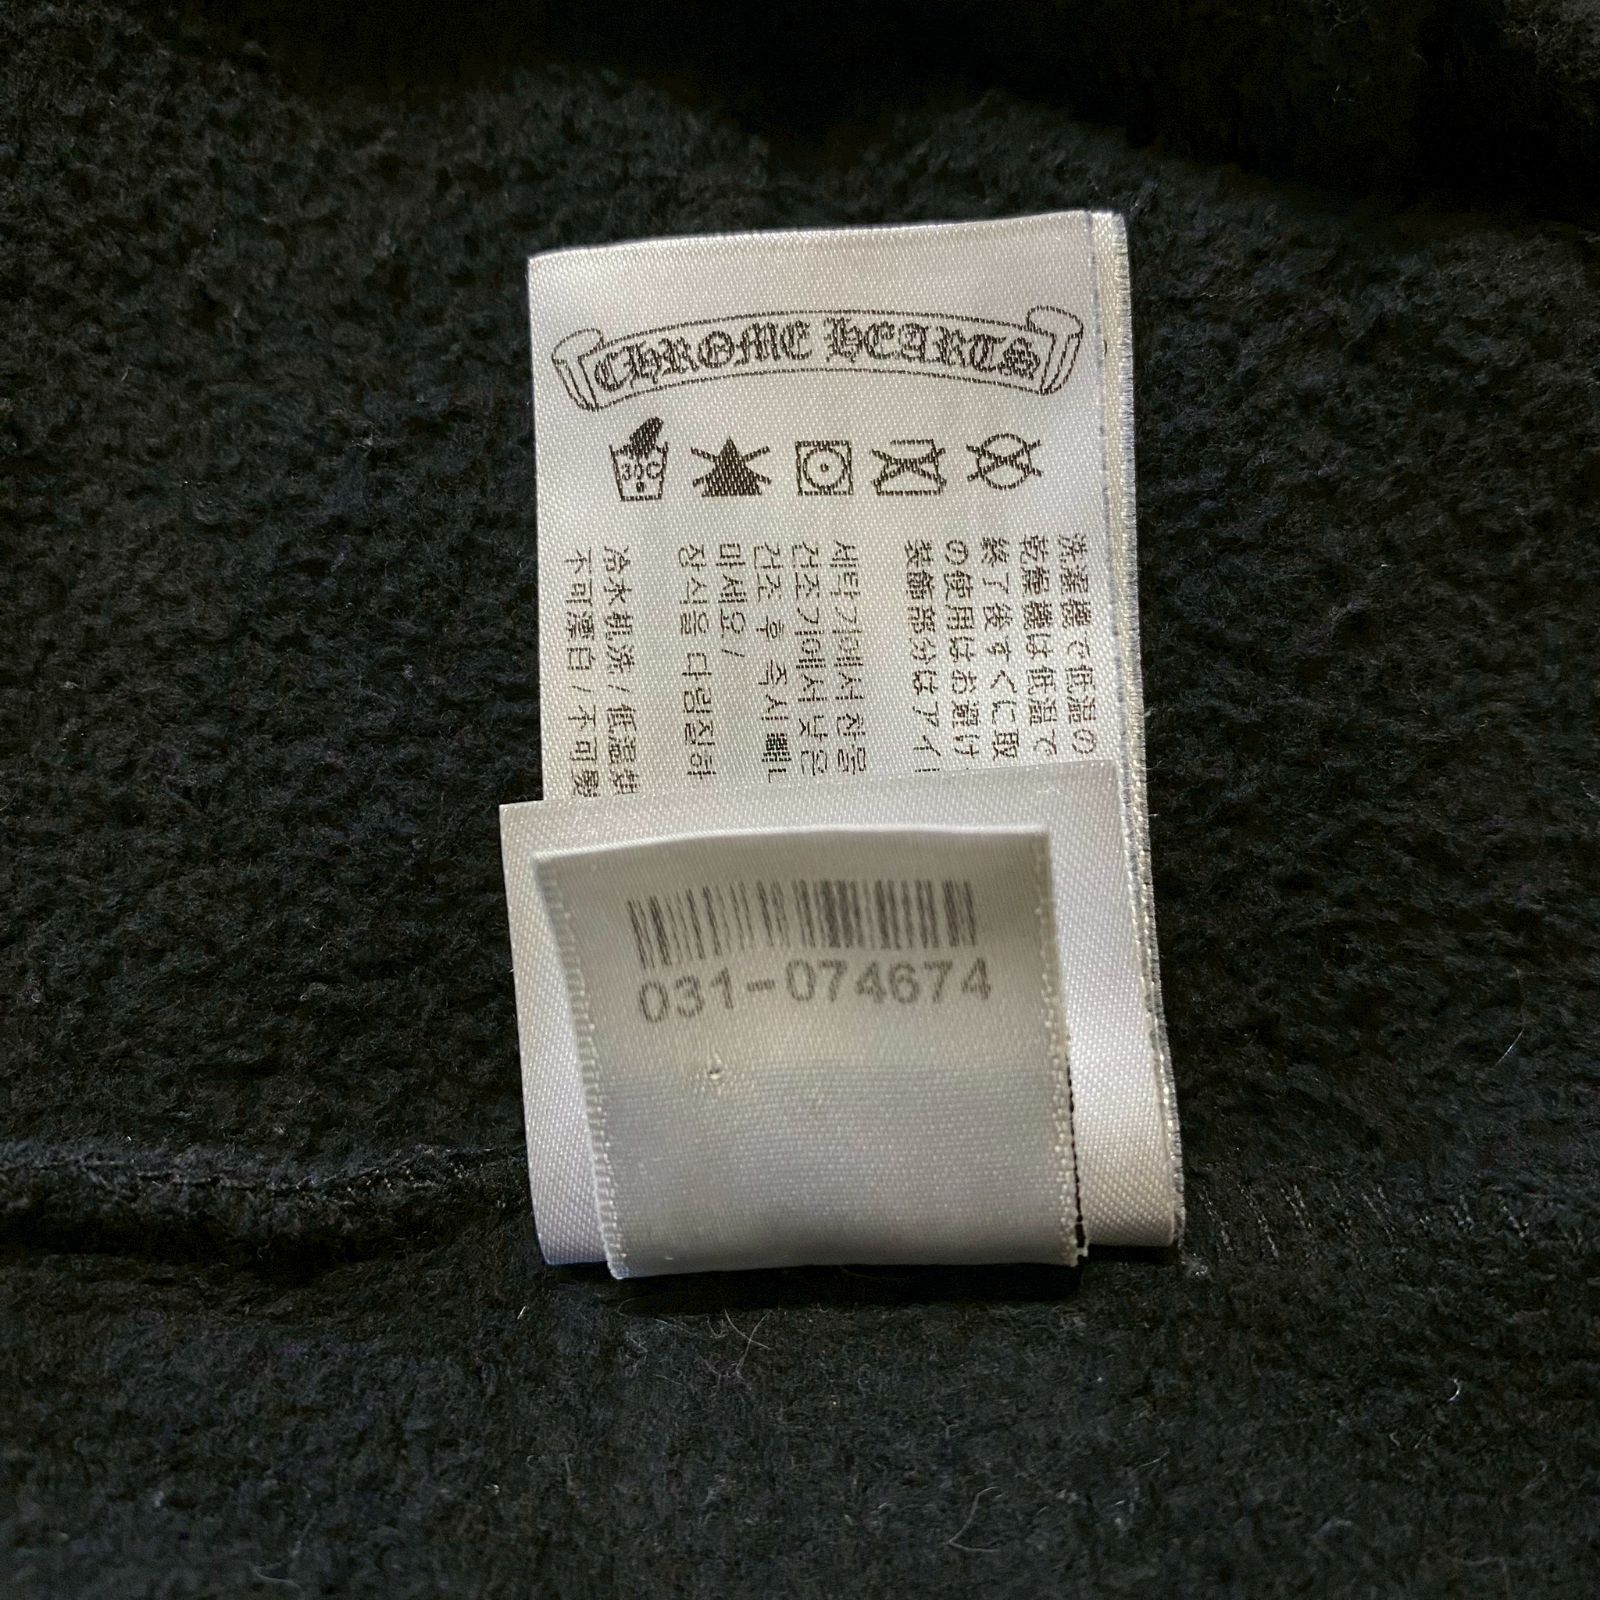 CHROME HEARTS
30C
洗濯機で低温の
乾燥機は低温で
終了後すぐに取
の使用はお避け
装飾部分はアイ
세탁기에서 찬물
건조기에서 낮은
건조 후 즉시
미세요 /
장식을 다림질하
冷水机洗 / 低温烘
不可漂白 / 不可熨
031-074674